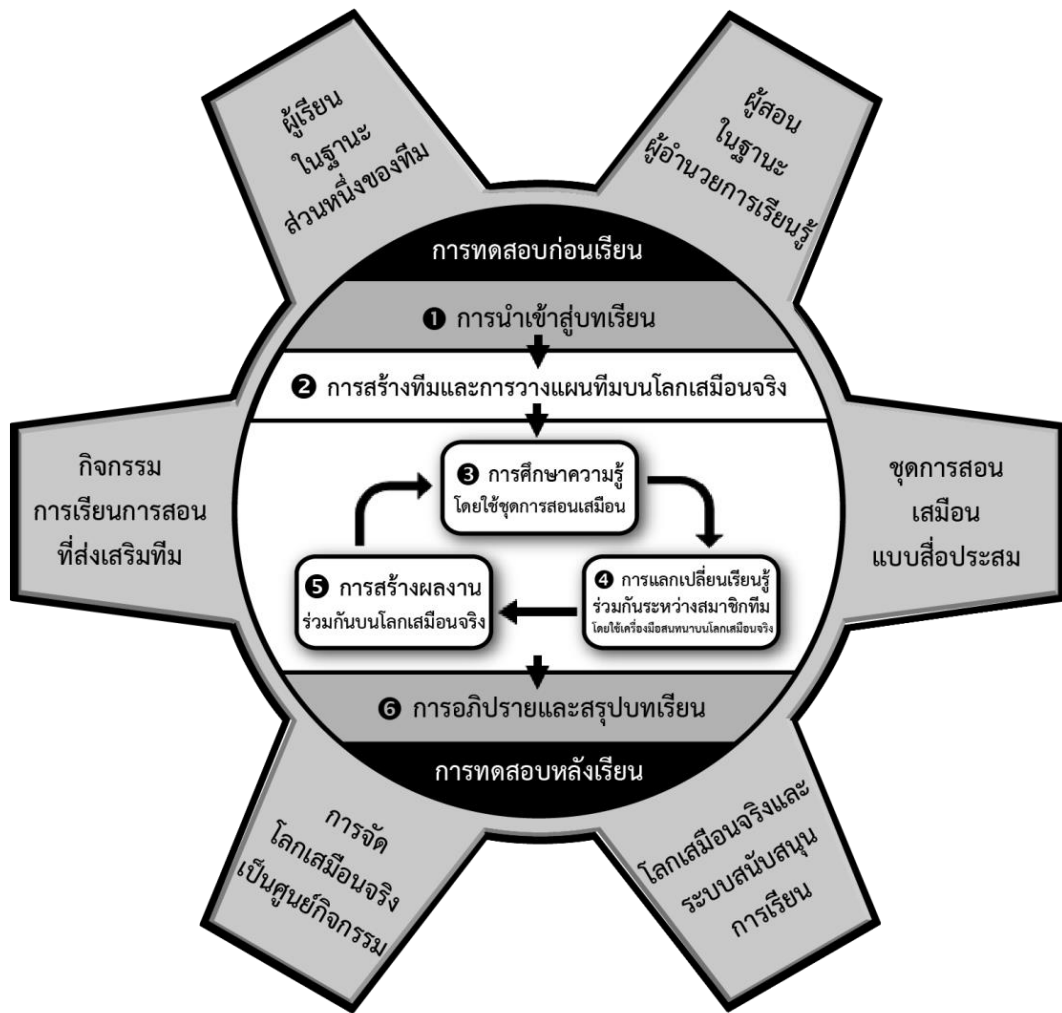 ผู้เรียน
ในฐานะ
ส่วนหนึ่งของทีม
ผู้สอน
ในฐานะ
ผู้อำนวยการเรียนรู้
การทดสอบก่อนเรียน
❶ การนำเข้าสู่บทเรียน
❷ การสร้างทีมและการวางแผนทีมบนโลกเสมือนจริง
กิจกรรม
การเรียนการสอน
ที่ส่งเสริมทีม
❸ การศึกษาความรู้
โดยใช้ชุดการสอนเสมือน
❹ การแลกเปลี่ยนเรียนรู้
ร่วมกันระหว่างสมาชิกทีม
โดยใช้เครื่องมือสนทนาบนโลกเสมือนจริง
❺ การสร้างผลงาน
ร่วมกันบนโลกเสมือนจริง
ชุดการสอน
เสมือน
แบบสื่อประสม
❻ การอภิปรายและสรุปบทเรียน
การทดสอบหลังเรียน
การจัด
โลกเสมือนจริง
เป็นศูนย์กิจกรรม
โลกเสมือนจริงและ
ระบบสนับสนุน
การเรียน